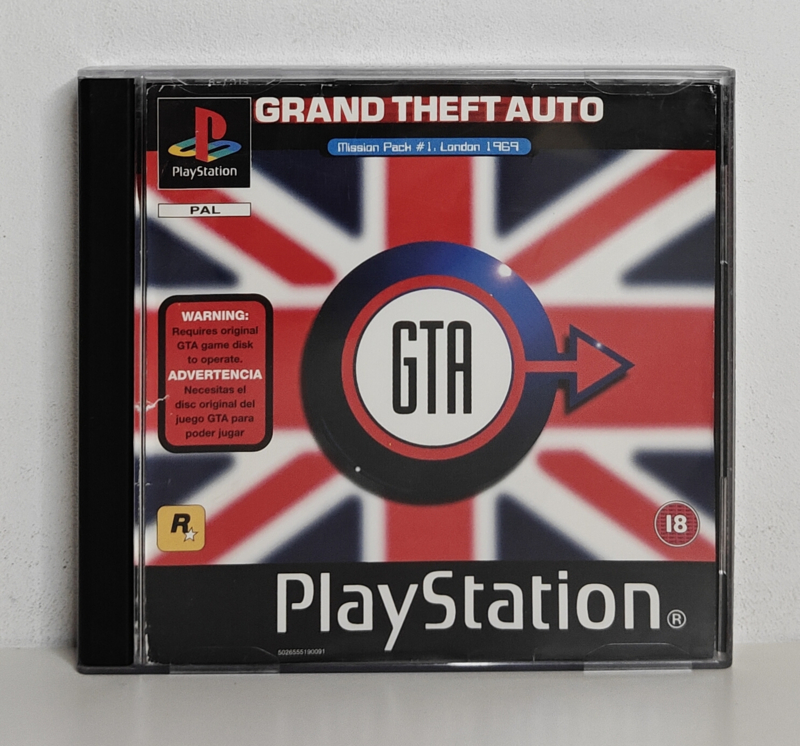 GRAND THEFT AUTO
Mission Pack #1, London 1969
PlayStation
PAL
WARNING:
Requires original
GTA game disk
to operate.
ADVERTENCIA
Necesitas el
disc original del
juego GTA para
poder jugar
GTA
R
18
PlayStation®
5026555190091